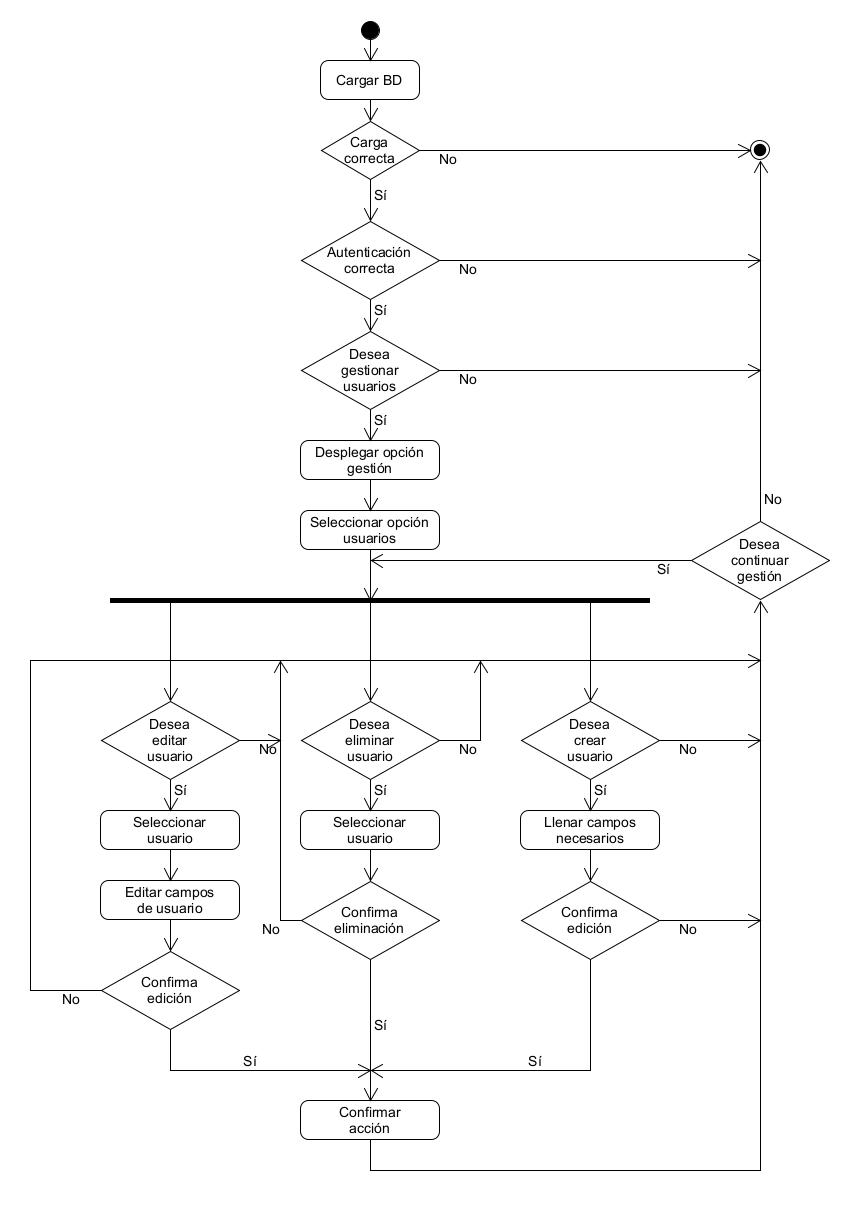 Cargar BD
Carga
correcta
No
Sí
Autenticación
correcta
No
Sí
Desea
gestionar
usuarios
No
Sí
Desplegar opción
gestión
Seleccionar opción
usuarios
No
Desea
continuar
gestión
Sí
Desea
editar
usuario
No
Desea
eliminar
usuario
No
Desea
crear
usuario
No
Sí
Sí
Sí
Seleccionar
usuario
Seleccionar
usuario
Llenar campos
necesarios
Editar campos
de usuario
Confirma
eliminación
No
Confirma
edición
No
Confirma
edición
No
Sí
Sí
Sí
Confirmar
acción